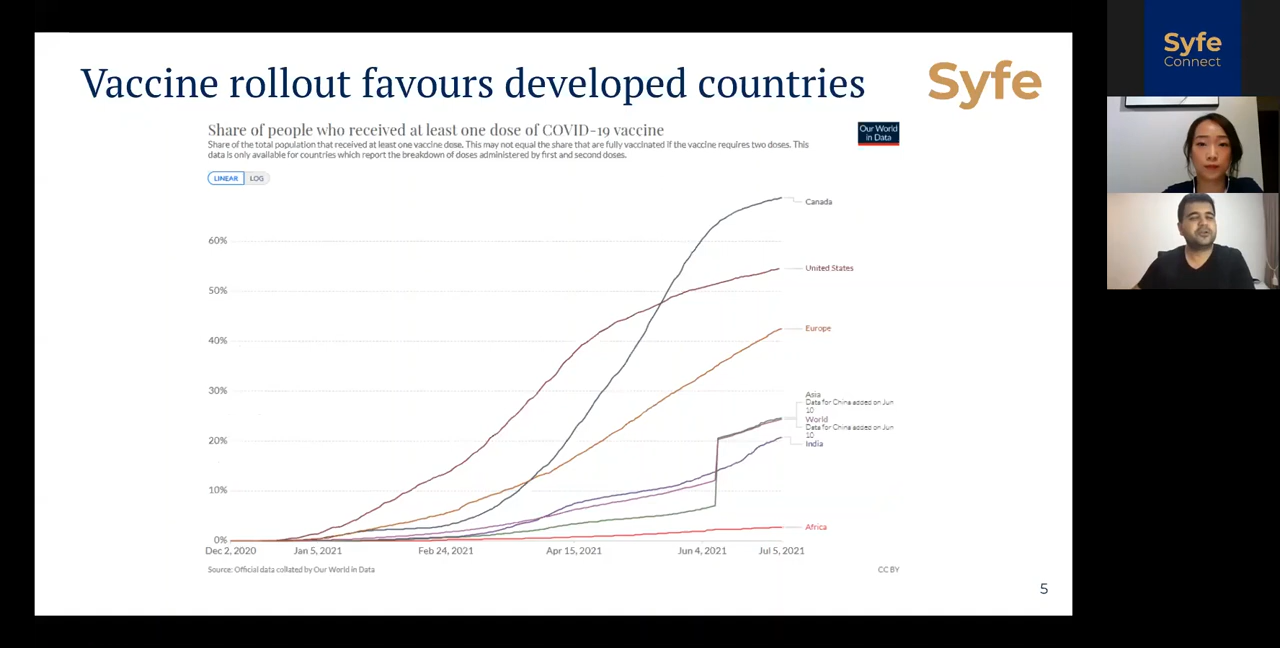 Vaccine rollout favours developed countries
Syfe
Share of people who received at least one dose of COVID-19 vaccine
Share of the total population that received at least one vaccine dose. This may not equal the share that are fully vaccinated if the vaccine requires two doses. This
data is only available for countries which report the breakdown of doses administered by first and second doses.
Our World
in Data
LINEAR
LOG
60%
50%
40%
30%
20%
10%
0%
Canada
United States
Europe
Asia
Data for China added on Jun
10
World
Data for China added on Jun
10
India
Africa
Dec 2, 2020
Jan 5, 2021
Feb 24, 2021
Apr 15, 2021
Jun 4, 2021
Jul 5, 2021
Source: Official data collated by Our World in Data
CC BY
5
Syfe
Connect